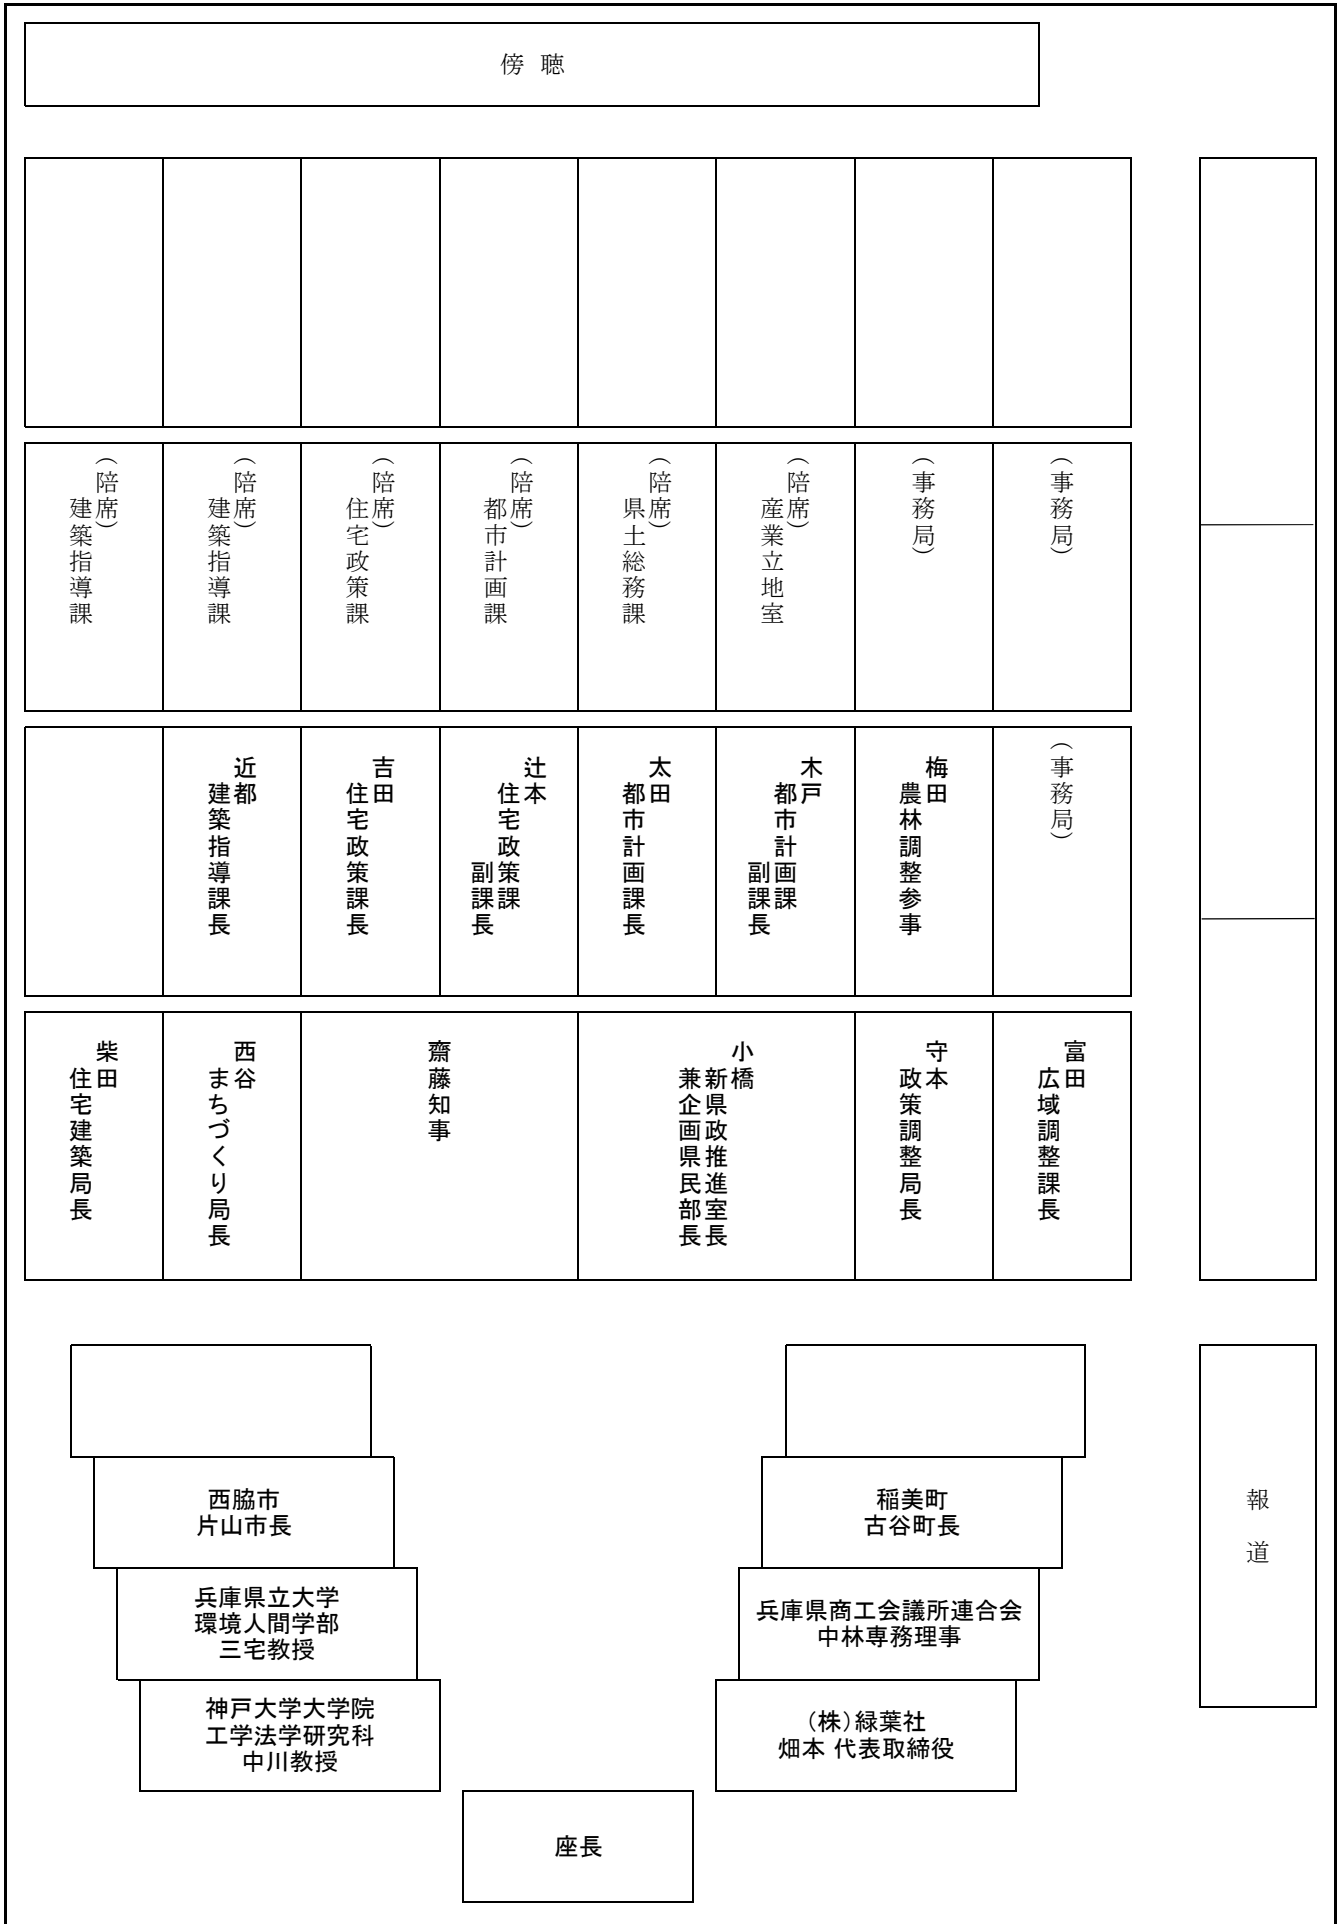 傍 聴
(陪席)
建築指導課
(陪席)
建築指導課
(陪席)
住宅政策課
(陪席)
都市計画課
(陪席)
県土総務課
(陪席)
産業立地室
(事務局)
(事務局)
近都
建築指導課長
吉田
住宅政策課長
辻本
住宅政策課
副課長
太田
都市計画課長
木戸
都市計画課
副課長
梅田
農林調整参事
(事務局)
柴田
住宅建築局長
西谷
まちづくり局長
齋藤知事
小橋
新県政推進室長
兼企画県民部長
守本
政策調整局長
富田
広域調整課長
西脇市
片山市長
兵庫県立大学
環境人間学部
三宅教授
神戸大学大学院
工学法学研究科
中川教授
稲美町
古谷町長
兵庫県商工会議所連合会
中林専務理事
(株)緑葉社
畑本 代表取締役
座長
報道